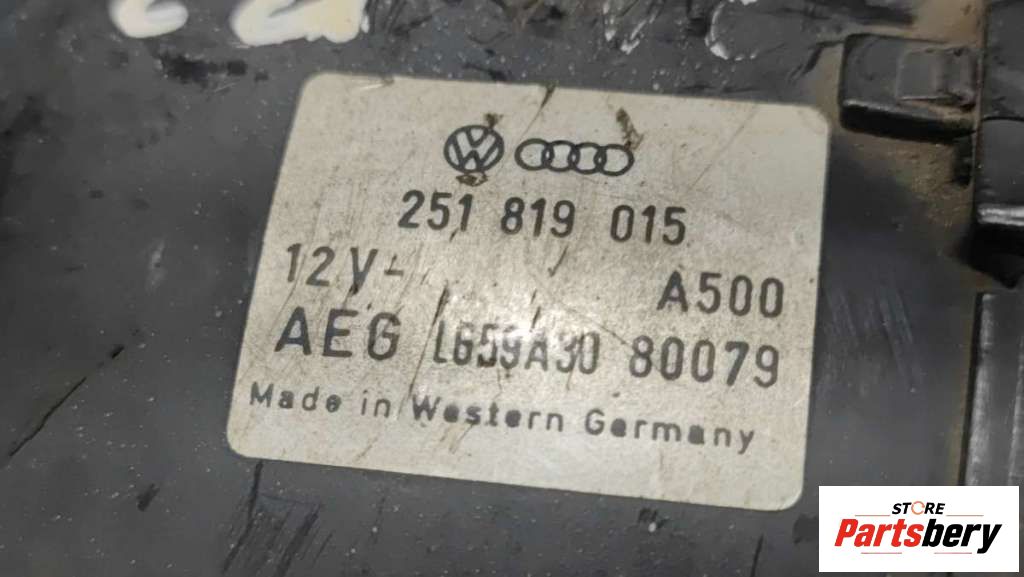 251 819 015
12V- A500
AEG L659A30 80079
Made in Western Germany
STORE
Partsbery